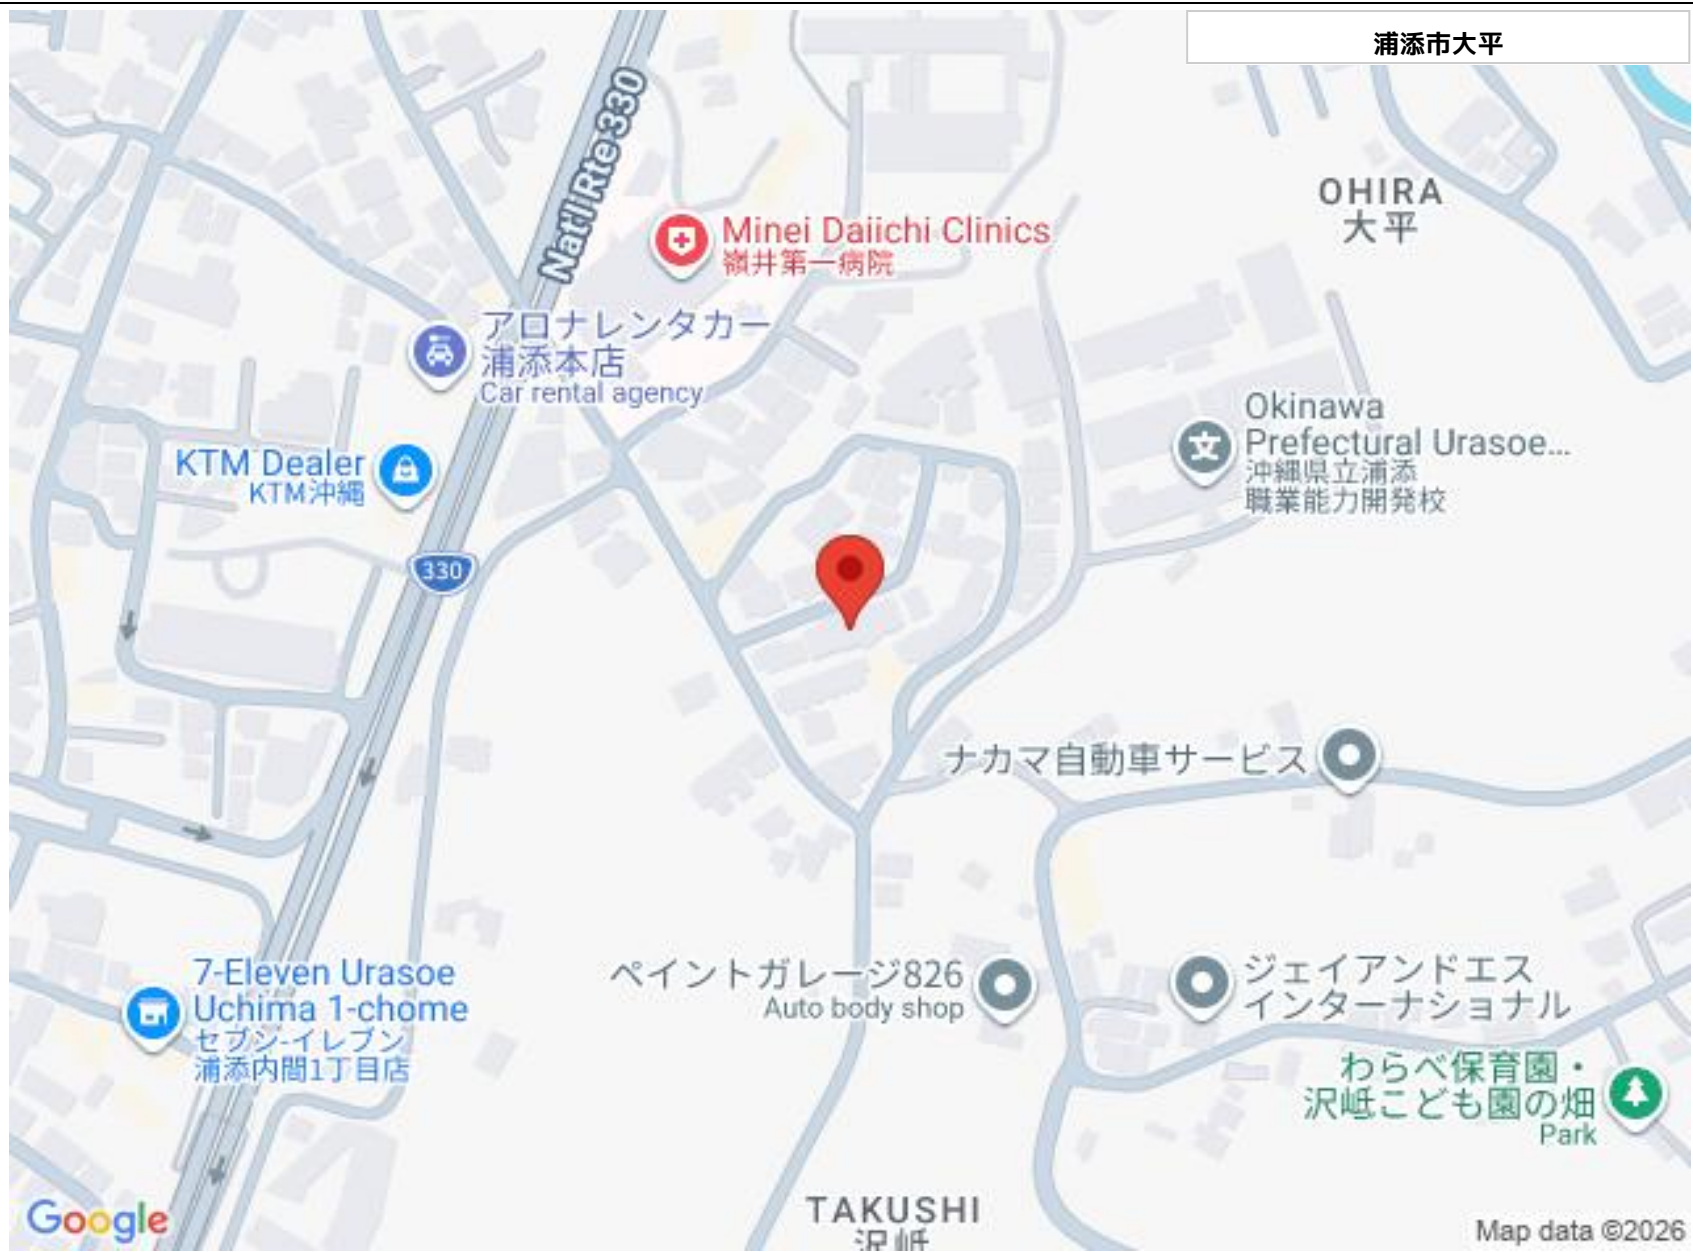 浦添市大平
Nat'l Rte 330
OHIRA
大平
Minei Daiichi Clinics
嶺井第一病院
アロナレンタカー
浦添本店
Car rental agency
Okinawa
Prefectural Urasoe...
沖縄県立浦添
職業能力開発校
KTM Dealer
KTM沖縄
330
ナカマ自動車サービス
7-Eleven Urasoe
Uchima 1-chome
セブン-イレブン
浦添内間1丁目店
ペイントガレージ826
Auto body shop
ジェイアンドエス
インターナショナル
わらべ保育園・
沢岻こども園の畑
Park
TAKUSHI
沢岻
Google
Map data ©2026